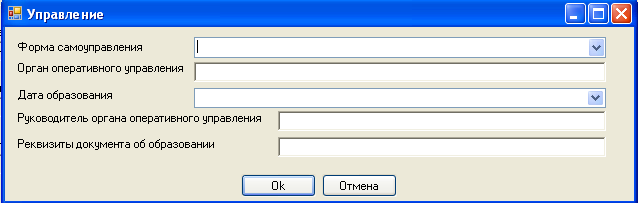 Управление
Форма самоуправления
Орган оперативного управления
Дата образования
Руководитель органа оперативного управления
Реквизиты документа об образовании
Ok Отмена